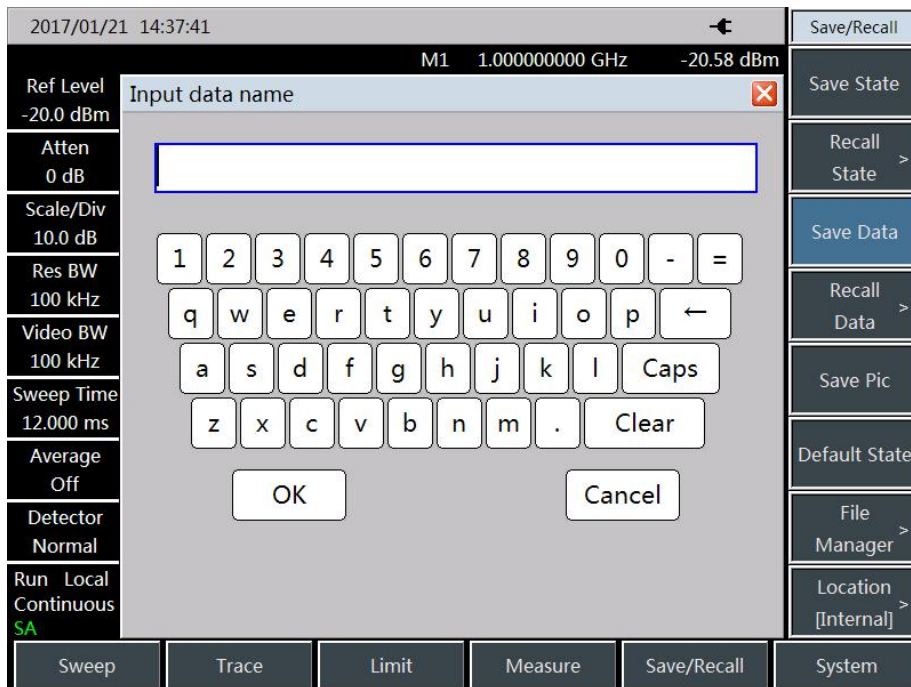 2017/01/21 14:37:41
Save/Recall
M1 1.000000000 GHz -20.58 dBm
Ref Level
-20.0 dBm
Atten
0 dB
Scale/Div
10.0 dB
Res BW
100 kHz
Video BW
100 kHz
Sweep Time
12.000 ms
Average
Off
Detector
Normal
Run Local
Continuous
SA
Input data name
1 2 3 4 5 6 7 8 9 0 - =
q w e r t y u i o p ←
a s d f g h j k l Caps
z x c v b n m . Clear
OK Cancel
Save State
Recall
State >
Save Data
Recall
Data >
Save Pic
Default State
File
Manager >
Location
[Internal] >
Sweep Trace Limit Measure Save/Recall System